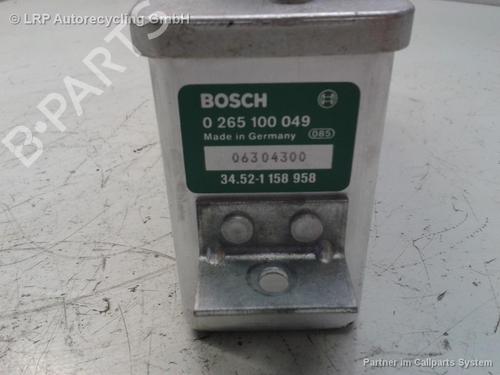 © LRP Autorecycling GmbH
B-PARTS
BOSCH
0 265 100 049
Made in Germany 085
06304300
34.52-1 158 958
Partner im Callparts System